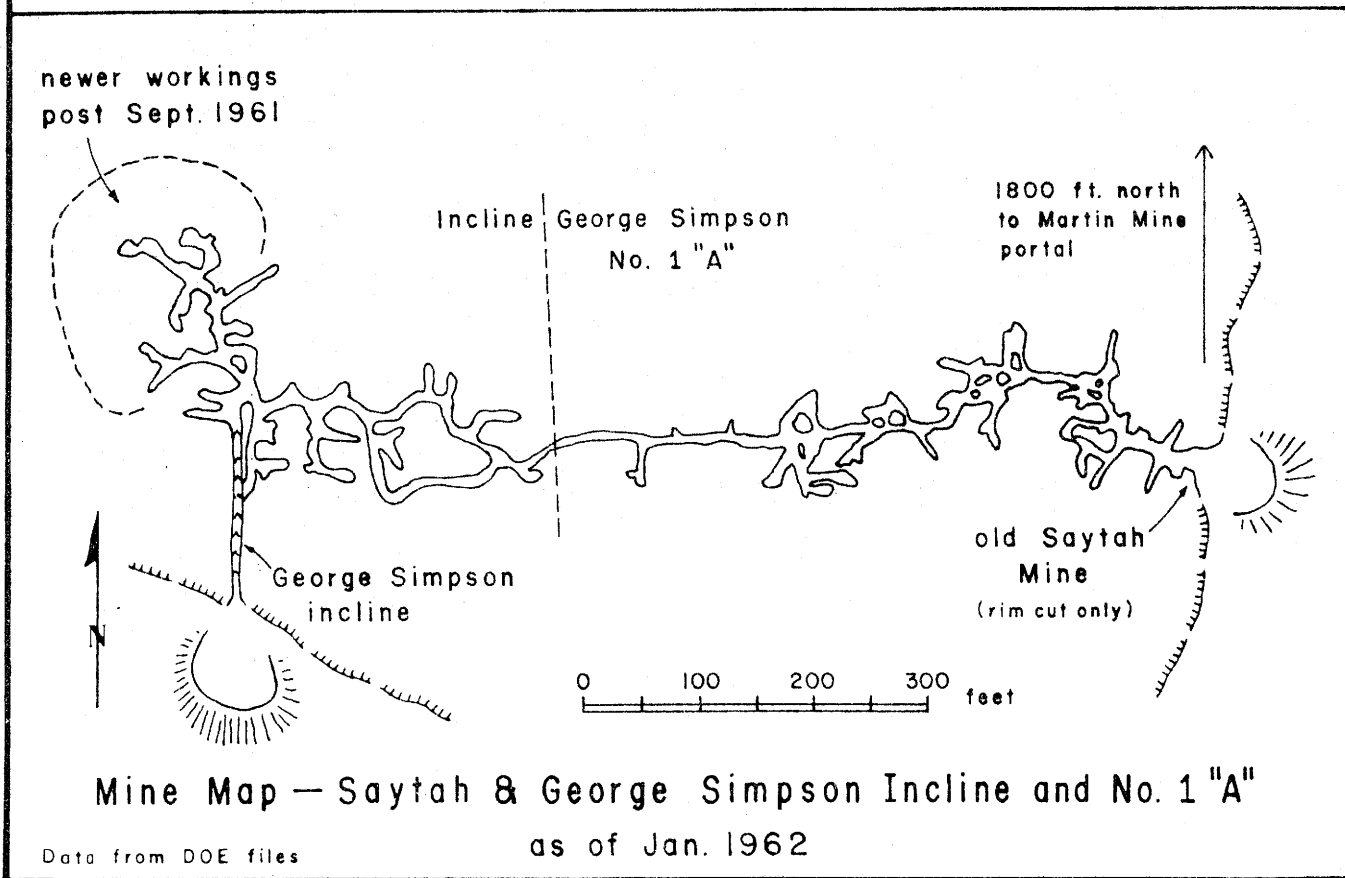 newer workings
post Sept. 1961
Incline
George Simpson
No. 1 "A"
1800 ft. north
to Martin Mine
portal
George Simpson
incline
old Saytah
Mine
(rim cut only)
N
0 100 200 300 feet
Mine Map — Saytah & George Simpson Incline and No. 1 "A"
as of Jan. 1962
Data from DOE files